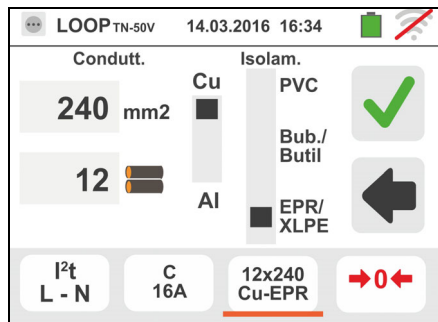 LOOP TN-50V 14.03.2016 16:34
Condutt.
Isolam.
240 mm2
12
Cu
Al
PVC
Bub./
Butil
EPR/
XLPE
I²t
L - N
C
16A
12x240
Cu-EPR
→0←